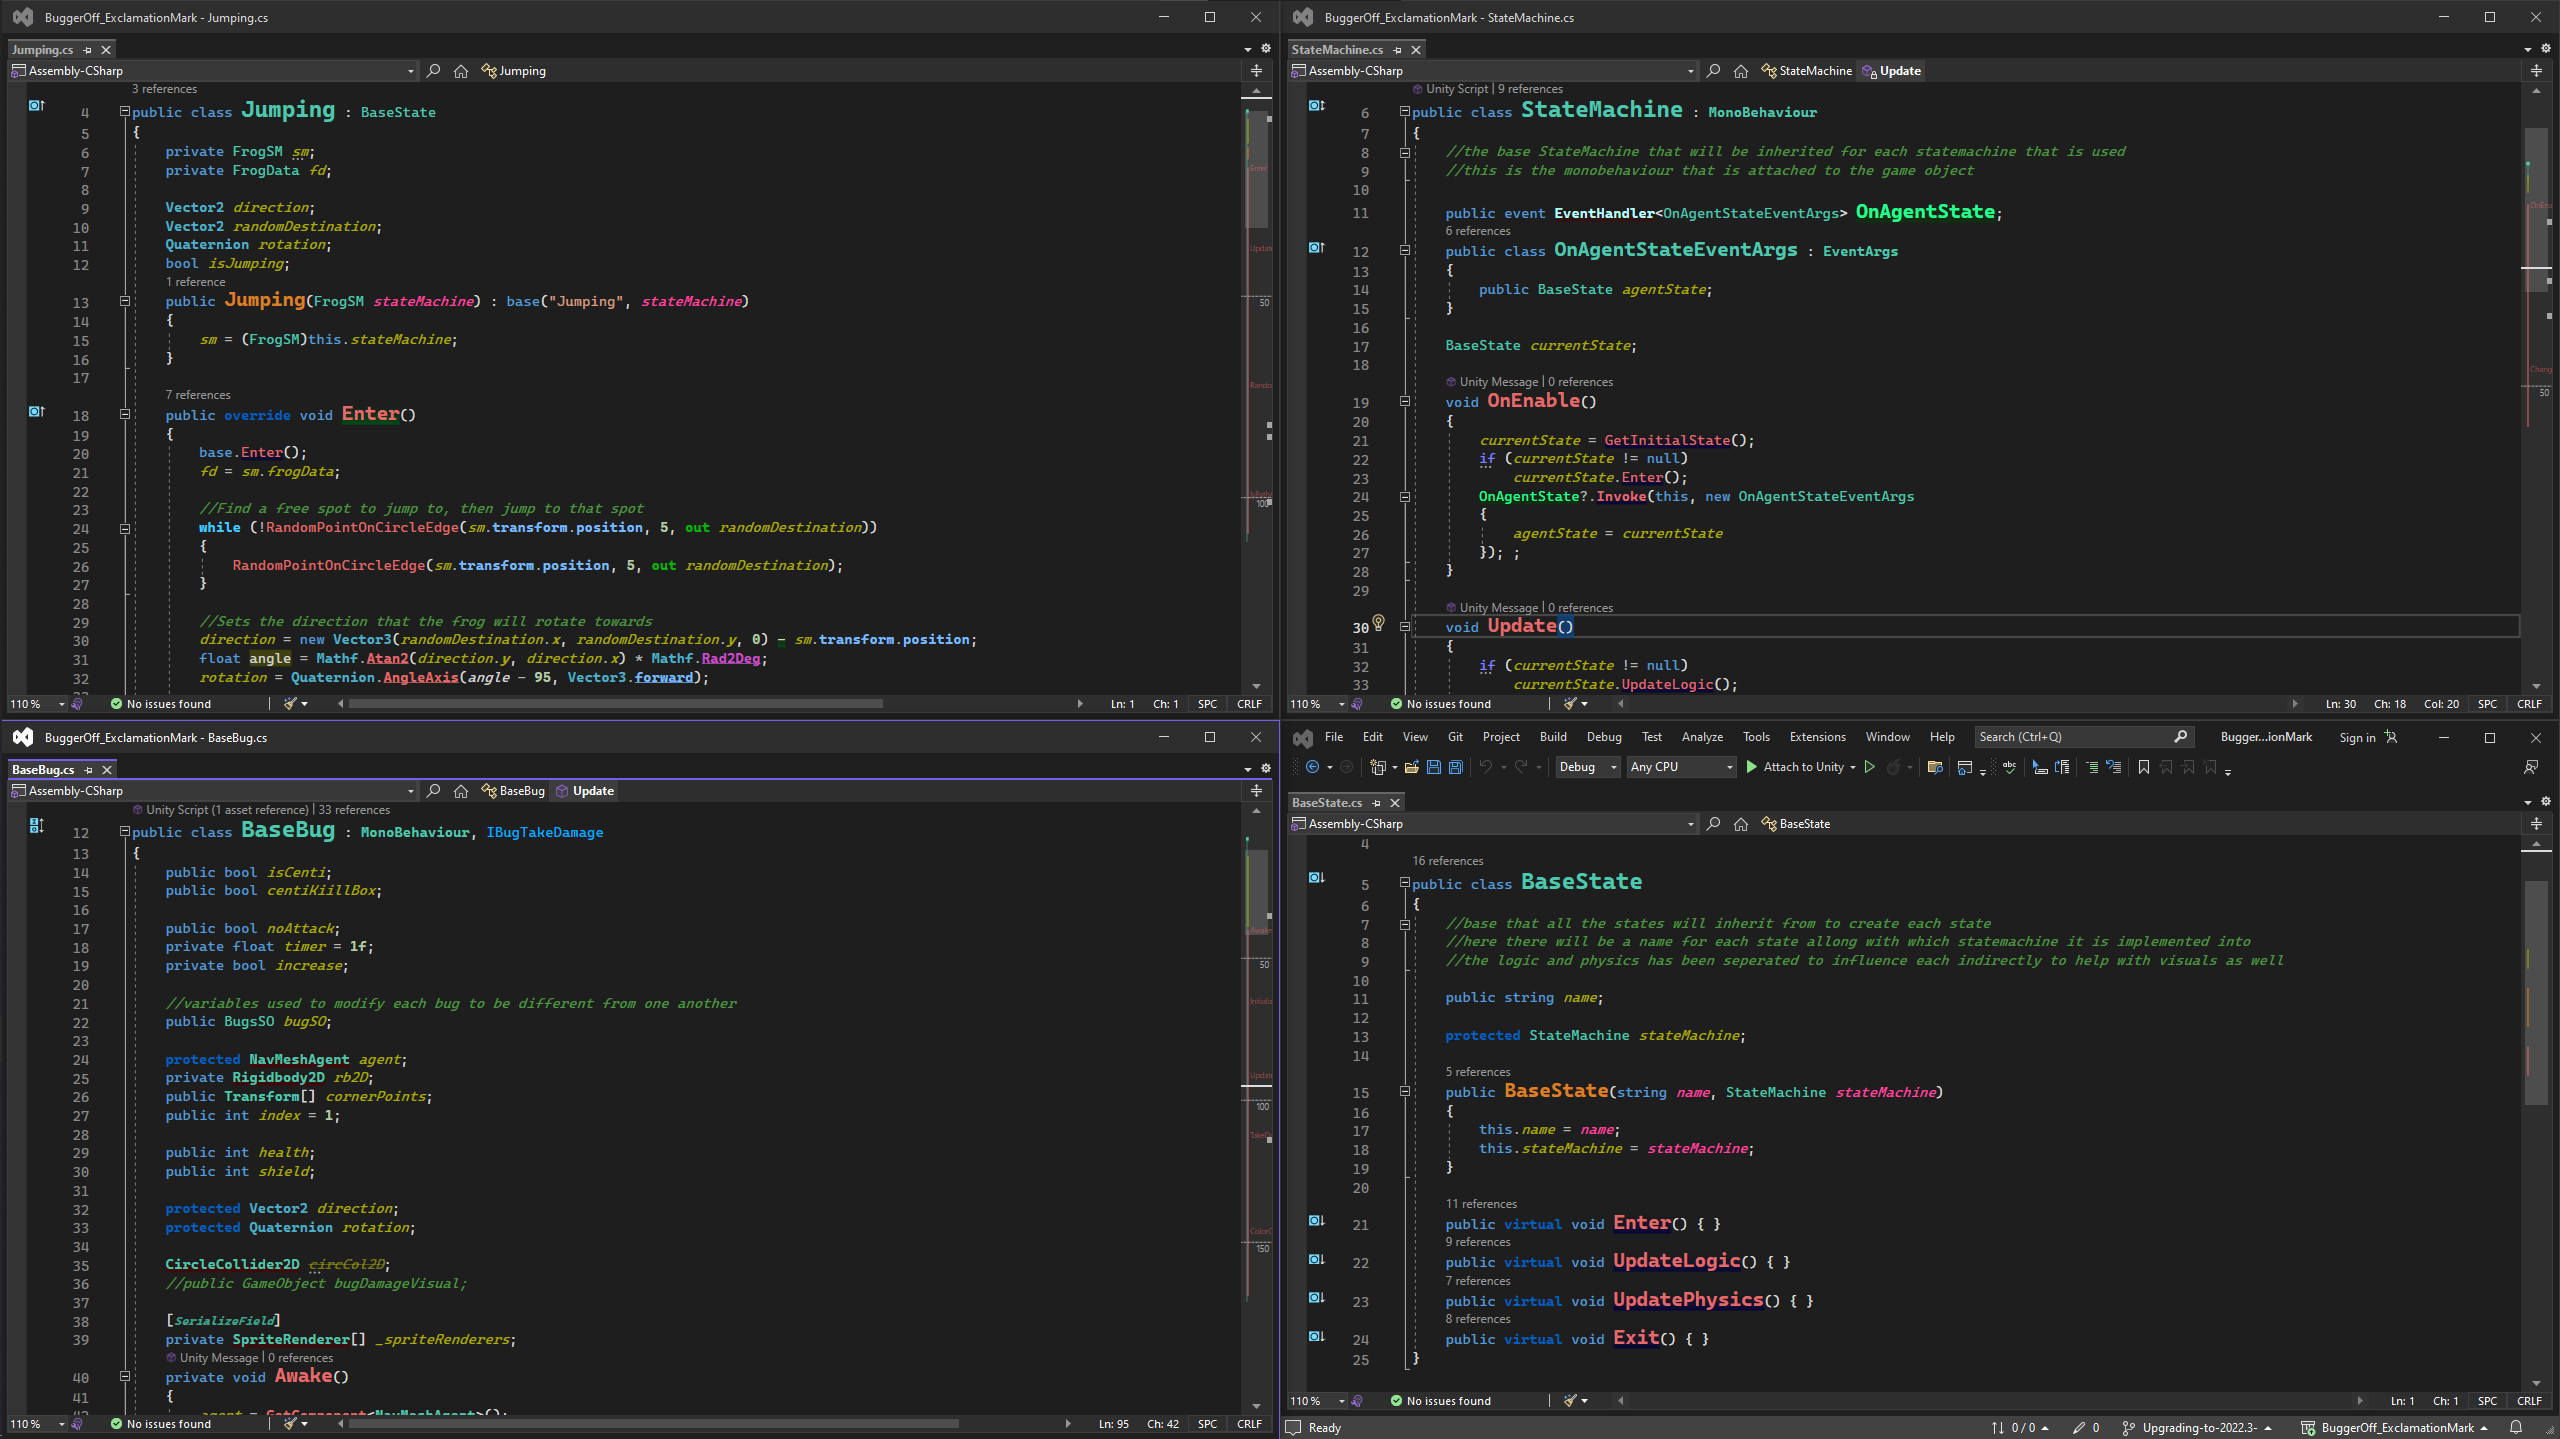 BuggerOff_ExclamationMark - Jumping.cs
Jumping.cs
Assembly-CSharp
Jumping
3 references
4 public class Jumping : BaseState
5 {
6 private FrogSM sm;
7 private FrogData fd;
8
9 Vector2 direction;
10 Vector2 randomDestination;
11 Quaternion rotation;
12 bool isJumping;
1 reference
13 public Jumping(FrogSM stateMachine) : base("Jumping", stateMachine)
14 {
15 sm = (FrogSM)this.stateMachine;
16 }
17
7 references
18 public override void Enter()
19 {
20 base.Enter();
21 fd = sm.frogData;
22
23 //Find a free spot to jump to, then jump to that spot
24 while (!RandomPointOnCircleEdge(sm.transform.position, 5, out randomDestination))
25 {
26 RandomPointOnCircleEdge(sm.transform.position, 5, out randomDestination);
27 }
28
29 //Sets the direction that the frog will rotate towards
30 direction = new Vector3(randomDestination.x, randomDestination.y, 0) - sm.transform.position;
31 float angle = Mathf.Atan2(direction.y, direction.x) * Mathf.Rad2Deg;
32 rotation = Quaternion.AngleAxis(angle - 95, Vector3.forward);
Enter
Update
50
100
110 %
No issues found
Ln: 1 Ch: 1 SPC CRLF
BuggerOff_ExclamationMark - StateMachine.cs
StateMachine.cs
Assembly-CSharp
StateMachine
Update
Unity Script | 9 references
6 public class StateMachine : MonoBehaviour
7 {
8 //the base StateMachine that will be inherited for each statemachine that is used
9 //this is the monobehaviour that is attached to the game object
10
11 public event EventHandler<OnAgentStateEventArgs> OnAgentState;
6 references
12 public class OnAgentStateEventArgs : EventArgs
13 {
14 public BaseState agentState;
15 }
16
17 BaseState currentState;
18
Unity Message | 0 references
19 void OnEnable()
20 {
21 currentState = GetInitialState();
22 if (currentState != null)
23 currentState.Enter();
24 OnAgentState?.Invoke(this, new OnAgentStateEventArgs
25 {
26 agentState = currentState
27 }); ;
28 }
29
Unity Message | 0 references
30 void Update()
31 {
32 if (currentState != null)
33 currentState.UpdateLogic();
50
110 %
No issues found
Ln: 30 Ch: 18 Col: 20 SPC CRLF
BuggerOff_ExclamationMark - BaseBug.cs
BaseBug.cs
Assembly-CSharp
BaseBug
Update
Unity Script (1 asset reference) | 33 references
12 public class BaseBug : MonoBehaviour, IBugTakeDamage
13 {
14 public bool isCenti;
15 public bool centiKiillBox;
16
17 public bool noAttack;
18 private float timer = 1f;
19 private bool increase;
20
21 //variables used to modify each bug to be different from one another
22 public BugsSO bugSO;
23
24 protected NavMeshAgent agent;
25 private Rigidbody2D rb2D;
26 public Transform[] cornerPoints;
27 public int index = 1;
28
29 public int health;
30 public int shield;
31
32 protected Vector2 direction;
33 protected Quaternion rotation;
34
35 CircleCollider2D circCol2D;
36 //public GameObject bugDamageVisual;
37
38 [SerializeField]
39 private SpriteRenderer[] _spriteRenderers;
Unity Message | 0 references
40 private void Awake()
41 {
agent = GetComponent<NavMeshAgent>();
50
100
150
110 %
No issues found
Ln: 95 Ch: 42 SPC CRLF
File Edit View Git Project Build Debug Test Analyze Tools Extensions Window Help Search (Ctrl+Q) Bugger...ionMark Sign in
Debug Any CPU Attach to Unity
BaseState.cs
Assembly-CSharp
BaseState
4
16 references
5 public class BaseState
6 {
7 //base that all the states will inherit from to create each state
8 //here there will be a name for each state allong with which statemachine it is implemented into
9 //the logic and physics has been seperated to influence each indirectly to help with visuals as well
10
11 public string name;
12
13 protected StateMachine stateMachine;
14
5 references
15 public BaseState(string name, StateMachine stateMachine)
16 {
17 this.name = name;
18 this.stateMachine = stateMachine;
19 }
20
11 references
21 public virtual void Enter() { }
9 references
22 public virtual void UpdateLogic() { }
7 references
23 public virtual void UpdatePhysics() { }
8 references
24 public virtual void Exit() { }
25 }
110 %
No issues found
Ln: 1 Ch: 1 SPC CRLF
Ready
0 / 0 0 Upgrading-to-2022.3- BuggerOff_ExclamationMark